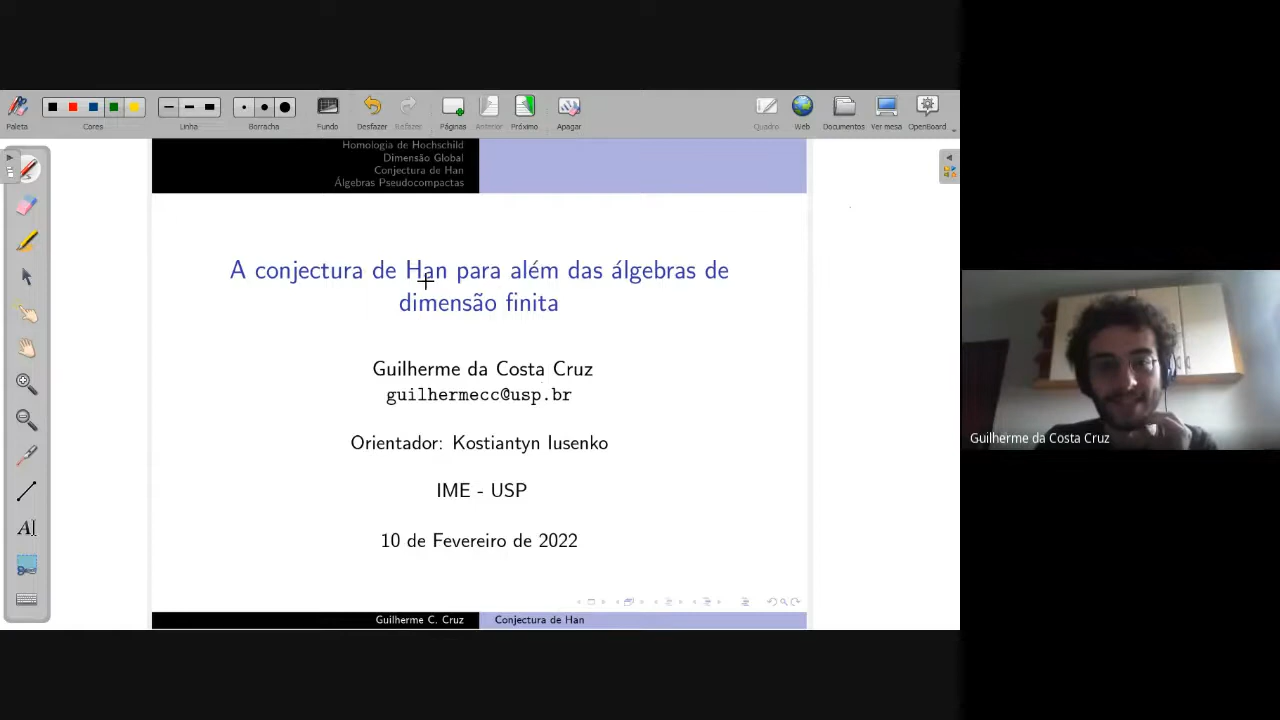 Paleta
Cores
Linha
Borracha
Fundo
Desfazer
Refazer
Páginas
Anterior
Próximo
Apagar
Quadro
Web
Documentos
Ver mesa
OpenBoard
Homologia de Hochschild
Dimensão Global
Conjectura de Han
Álgebras Pseudocompactas
A conjectura de Han para além das álgebras de
dimensão finita
Guilherme da Costa Cruz
guilhermecc@usp.br
Orientador: Kostiantyn Iusenko
IME - USP
10 de Fevereiro de 2022
Guilherme C. Cruz
Conjectura de Han
AI
Guilherme da Costa Cruz